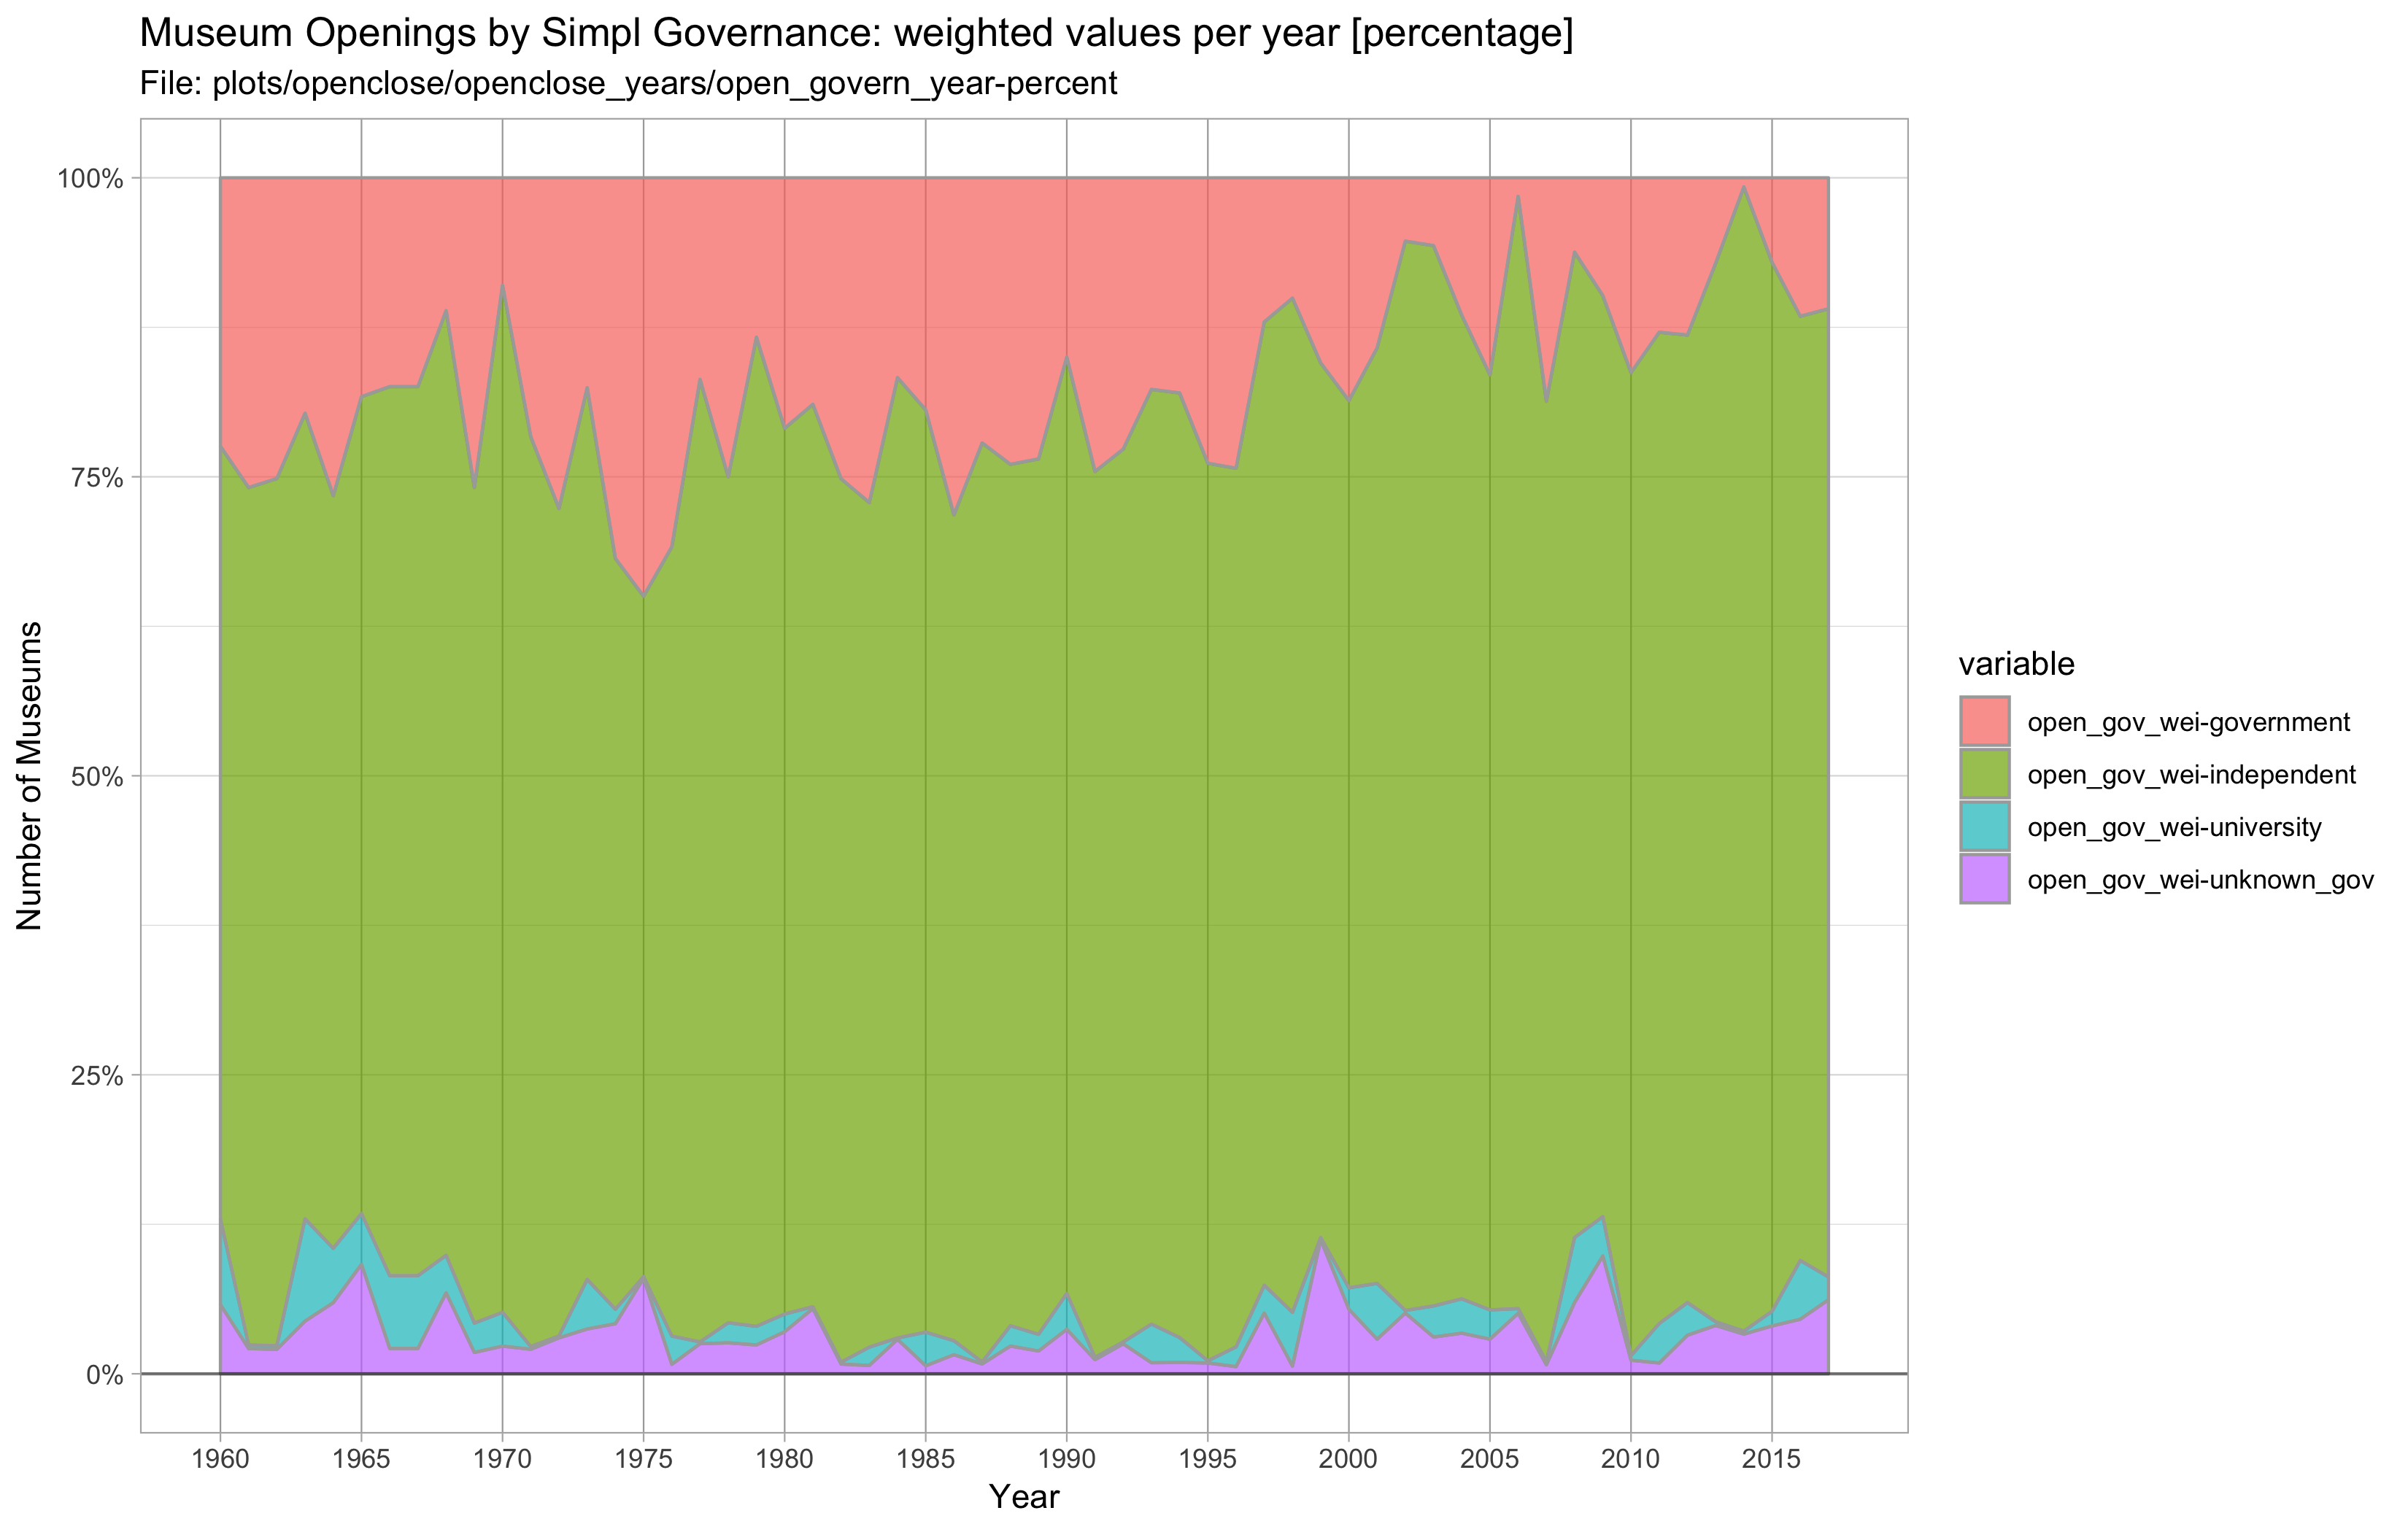 Museum Openings by Simpl Governance: weighted values per year [percentage]
File: plots/openclose/openclose_years/open_govern_year-percent
Number of Museums
100%
75%
50%
25%
0%
1960 1965 1970 1975 1980 1985 1990 1995 2000 2005 2010 2015
Year
variable
open_gov_wei-government
open_gov_wei-independent
open_gov_wei-university
open_gov_wei-unknown_gov